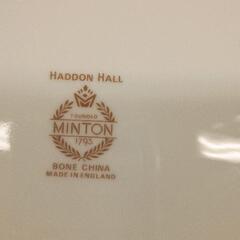 HADDON HALL
FOUNDED
MINTON
1793
BONE CHINA
MADE IN ENGLAND